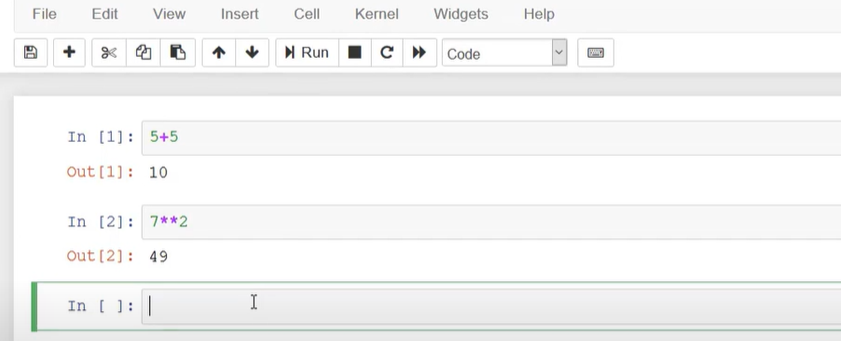 File Edit View Insert Cell Kernel Widgets Help
Run Code
In [1]: 5+5
Out[1]: 10
In [2]: 7**2
Out[2]: 49
In [ ]: